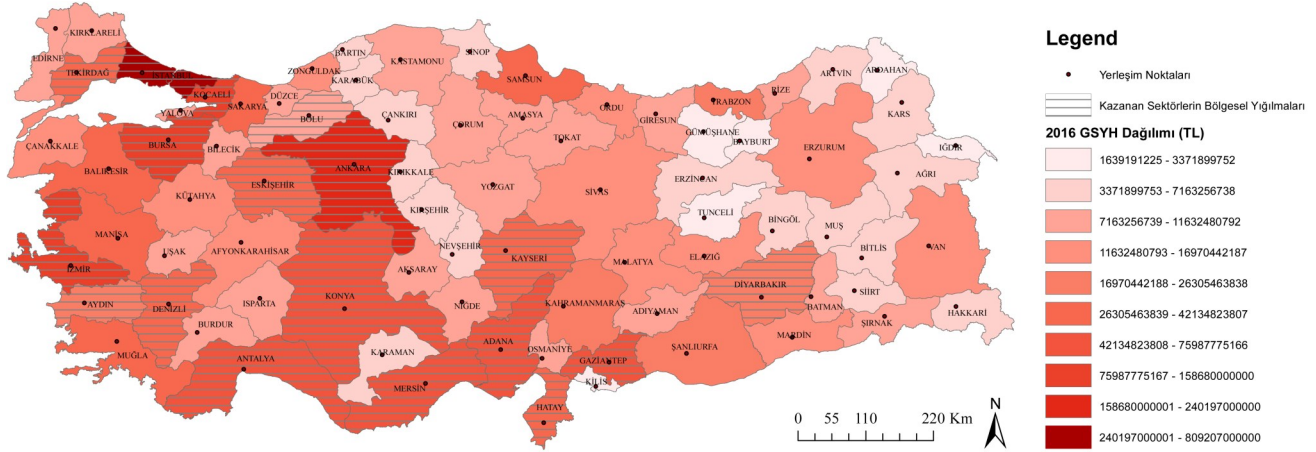 KIRKLARELİ
EDİRNE
TEKİRDAĞ
İSTANBUL
KOCAELİ
YALOVA
SAKARYA
DÜZCE
ZONGULDAK
BARTIN
KARABÜK
KASTAMONU
SİNOP
SAMSUN
ORDU
GİRESUN
TRABZON
RİZE
ARTVİN
ARDAHAN
KARS
IĞDIR
AĞRI
ERZURUM
BAYBURT
GÜMÜŞHANE
ERZİNCAN
TUNCELİ
BİNGÖL
MUŞ
BİTLİS
VAN
HAKKARİ
ŞIRNAK
SİİRT
BATMAN
MARDİN
DİYARBAKIR
ELAZIĞ
MALATYA
ADIYAMAN
ŞANLIURFA
GAZİANTEP
KİLİS
KAHRAMANMARAŞ
OSMANİYE
HATAY
ADANA
MERSİN
KARAMAN
KONYA
NİĞDE
AKSARAY
NEVŞEHİR
KAYSERİ
SİVAS
TOKAT
AMASYA
ÇORUM
YOZGAT
KIRŞEHİR
KIRIKKALE
ÇANKIRI
ANKARA
BOLU
BİLECİK
BURSA
ESKİŞEHİR
KÜTAHYA
AFYONKARAHİSAR
UŞAK
ISPARTA
BURDUR
ANTALYA
DENİZLİ
MUĞLA
AYDIN
İZMİR
MANİSA
BALIKESİR
ÇANAKKALE
0 55 110 220 Km
N
Legend
Yerleşim Noktaları
Kazanan Sektörlerin Bölgesel Yığılmaları
2016 GSYH Dağılımı (TL)
1639191225 - 3371899752
3371899753 - 7163256738
7163256739 - 11632480792
11632480793 - 16970442187
16970442188 - 26305463838
26305463839 - 42134823807
42134823808 - 75987775166
75987775167 - 158680000000
158680000001 - 240197000000
240197000001 - 809207000000